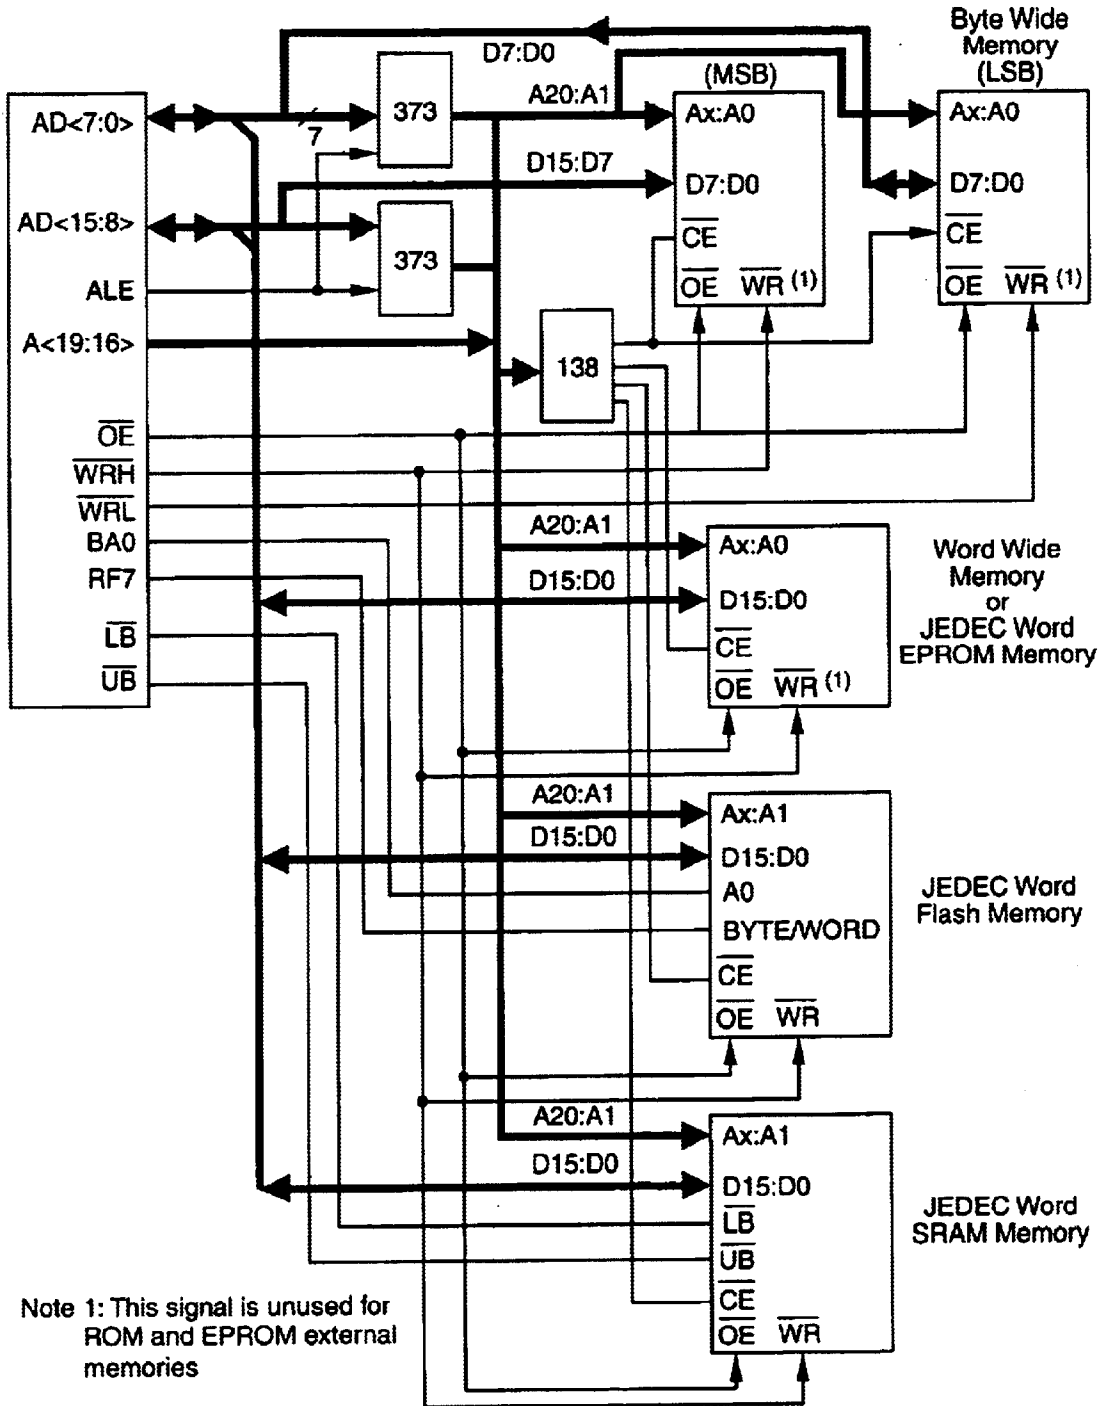 D7:D0
Byte Wide
Memory
(LSB)
(MSB)
AD<7:0>
7
373
A20:A1
Ax:A0
Ax:A0
D15:D7
D7:D0
D7:D0
AD<15:8>
373
CE
CE
OE WR (1)
OE WR (1)
ALE
A<19:16>
138
OE
WRH
WRL
BA0
RF7
LB
UB
A20:A1
Ax:A0
D15:D0
D15:D0
CE
OE WR (1)
Word Wide
Memory
or
JEDEC Word
EPROM Memory
A20:A1
Ax:A1
D15:D0
D15:D0
A0
BYTE/WORD
CE
OE WR
JEDEC Word
Flash Memory
A20:A1
Ax:A1
D15:D0
D15:D0
LB
UB
CE
OE WR
JEDEC Word
SRAM Memory
Note 1: This signal is unused for
ROM and EPROM external
memories